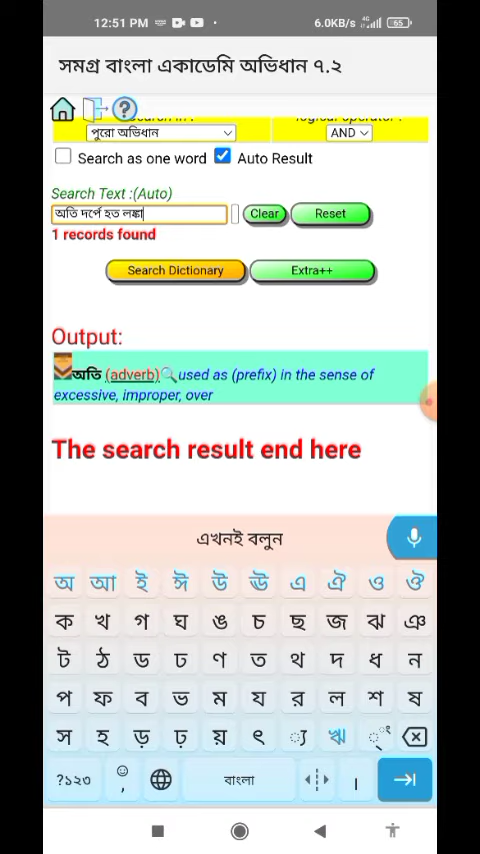 12:51 PM
6.0KB/s 4G 65
সমগ্র বাংলা একাডেমি অভিধান ৭.২
পুরো অভিধান AND
Search as one word Auto Result
Search Text :(Auto)
অতি দর্পে হত লঙ্কা Clear Reset
1 records found
Search Dictionary Extra++
Output:
অতি (adverb) used as (prefix) in the sense of
excessive, improper, over
The search result end here
এখনই বলুন
অ আ ই ঈ উ ঊ এ ঐ ও ঔ
ক খ গ ঘ ঙ চ ছ জ ঝ ঞ
ট ঠ ড ঢ ণ ত থ দ ধ ন
প ফ ব ভ ম য র ল শ ষ
স হ ড় ঢ় য় ৎ ্য ঋ ঁং
?১২৩ , বাংলা ।